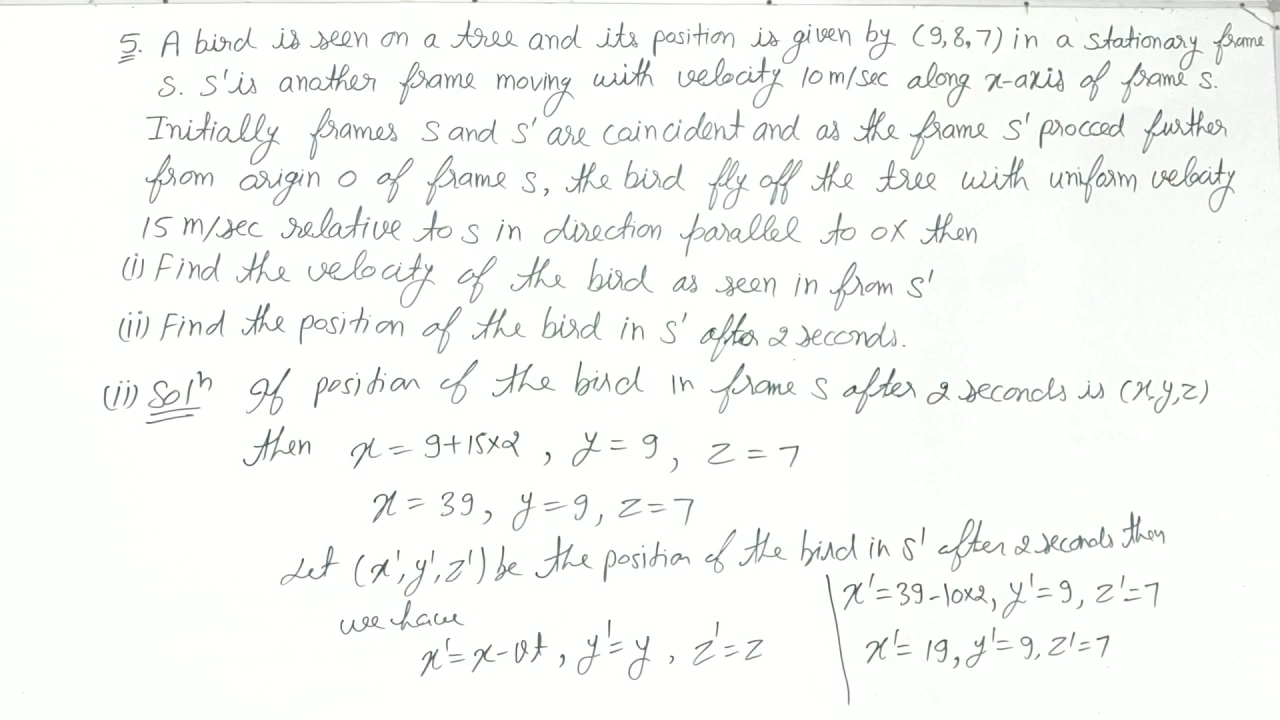 5. A bird is seen on a tree and its position is given by (9,8,7) in a stationary frame
S. S' is another frame moving with velocity 10 m/sec along x-axis of frame S.
Initially frames S and S' are coincident and as the frame S' procced further
from origin O of frame S, the bird fly off the tree with uniform velocity
15 m/sec relative to S in direction parallel to OX then
(i) Find the velocity of the bird as seen in from S'
(ii) Find the position of the bird in S' after 2 seconds.
(ii) Solⁿ If position of the bird in frame S after 2 seconds is (x,y,z)
then x = 9+15×2 , y = 9 , z = 7
x = 39, y = 9, z = 7
Let (x', y', z') be the position of the bird in S' after 2 seconds then
we have
x' = x-vt , y' = y , z' = z
x' = 39-10×2, y' = 9, z' = 7
x' = 19, y' = 9, z' = 7